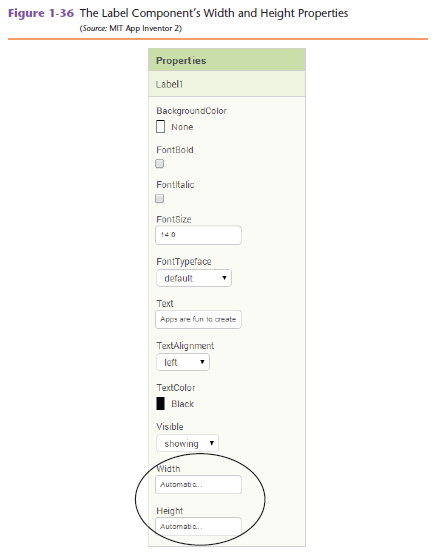 Figure 1-36 The Label Component's Width and Height Properties
(Source: MIT App Inventor 2)
Properties
Label1
BackgroundColor
None
FontBold
FontItalic
FontSize
14.0
FontTypeface
default
Text
Apps are fun to create
TextAlignment
left
TextColor
Black
Visible
showing
Width
Automatic...
Height
Automatic...